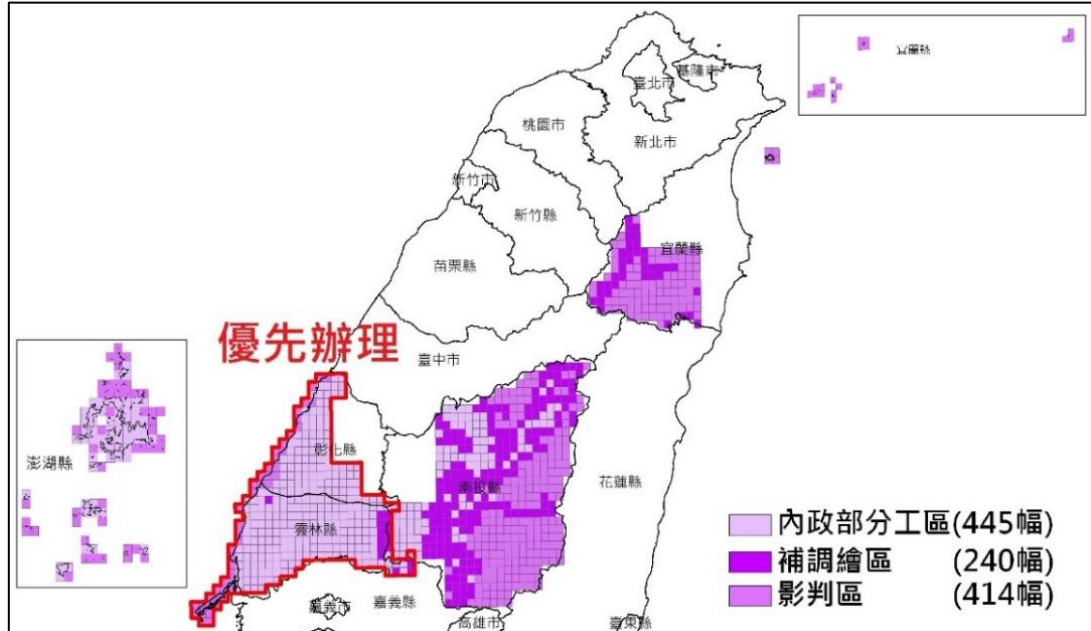 宜蘭縣
基隆市
臺北市
桃園市
新北市
新竹市
新竹縣
宜蘭縣
苗栗縣
優先辦理
臺中市
彰化縣
澎湖縣
南投縣
花蓮縣
雲林縣
內政部分工區(445幅)
補調繪區 (240幅)
影判區 (414幅)
嘉義市
嘉義縣
高雄市
臺東縣